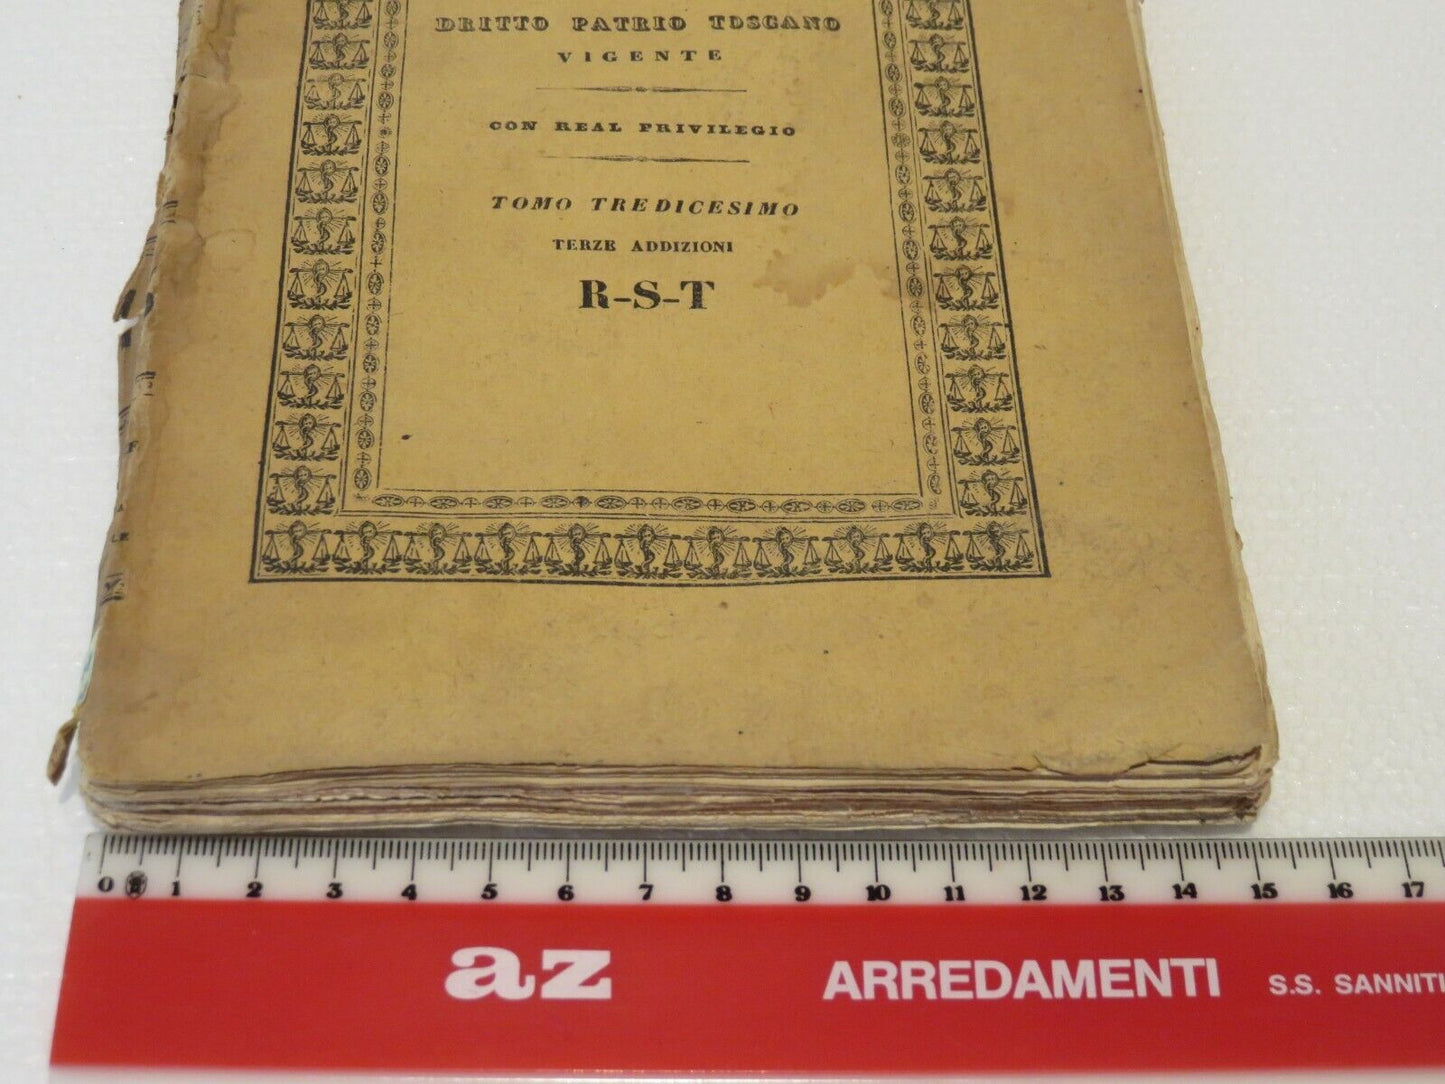 DRITTO PATRIO TOSCANO
VIGENTE
CON REAL PRIVILEGIO
TOMO TREDICESIMO
TERZE ADDIZIONI
R-S-T
F
LE
0 1 2 3 4 5 6 7 8 9 10 11 12 13 14 15 16 17
az ARREDAMENTI S.S. SANNITI